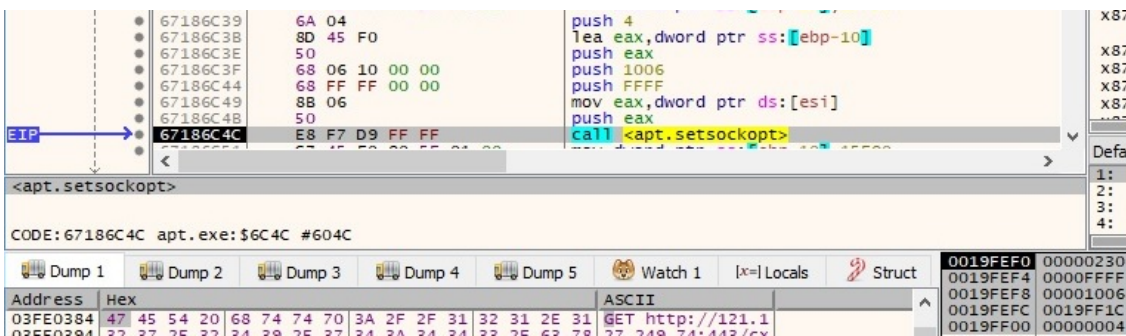 67186C39 6A 04 push 4
67186C3B 8D 45 F0 lea eax,dword ptr ss:[ebp-10]
67186C3E 50 push eax
67186C3F 68 06 10 00 00 push 1006
67186C44 68 FF FF 00 00 push FFFF
67186C49 8B 06 mov eax,dword ptr ds:[esi]
67186C4B 50 push eax
EIP 67186C4C E8 F7 D9 FF FF call <apt.setsockopt>
x87
x87
x87
x87
x87
<apt.setsockopt>
CODE:67186C4C apt.exe:$6C4C #604C
Defa
1:
2:
3:
4:
Dump 1 Dump 2 Dump 3 Dump 4 Dump 5 Watch 1 [x=] Locals Struct
Address Hex ASCII
03FE0384 47 45 54 20 68 74 74 70 3A 2F 2F 31 32 31 2E 31 GET http://121.1
0019FEF0 00000230
0019FEF4 0000FFFF
0019FEF8 00001006
0019FEFC 0019FF1C
0019FF00 00000004